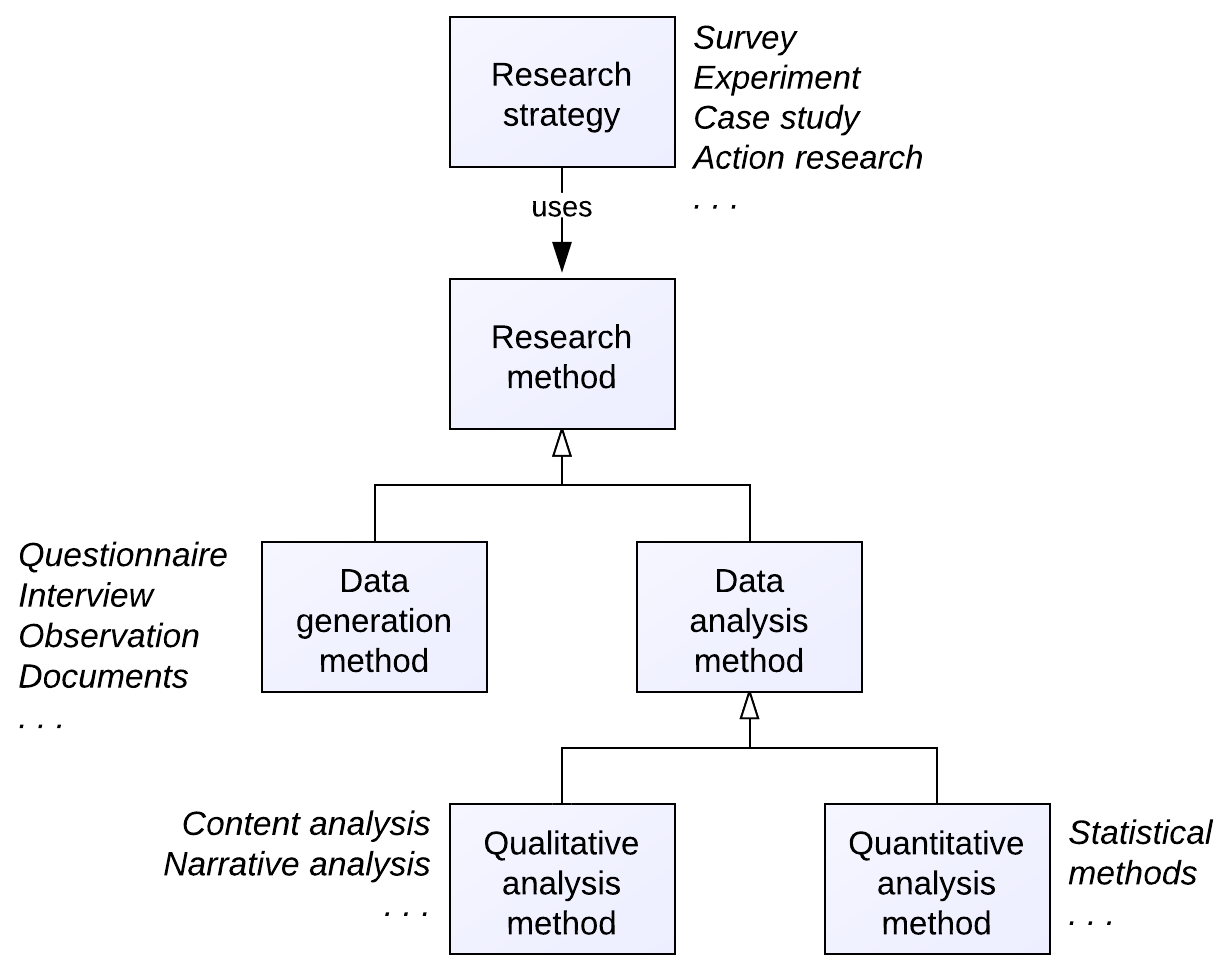 Research
strategy
Survey
Experiment
Case study
Action research
. . .
uses
Research
method
Questionnaire
Interview
Observation
Documents
. . .
Data
generation
method
Data
analysis
method
Content analysis
Narrative analysis
. . .
Qualitative
analysis
method
Quantitative
analysis
method
Statistical
methods
. . .